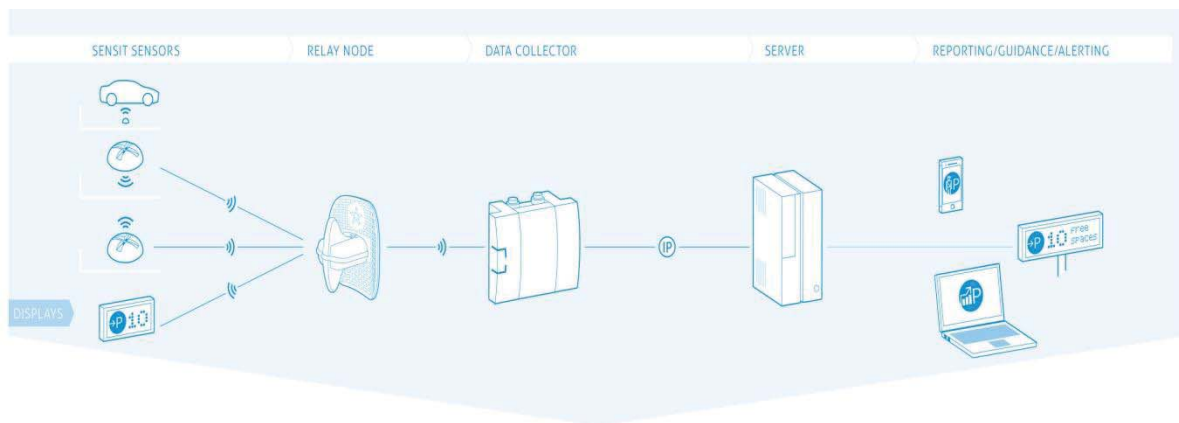 SENSIT SENSORS
RELAY NODE
DATA COLLECTOR
SERVER
REPORTING/GUIDANCE/ALERTING
IP
P
P 10 Free
spaces
DISPLAYS
P 10
P